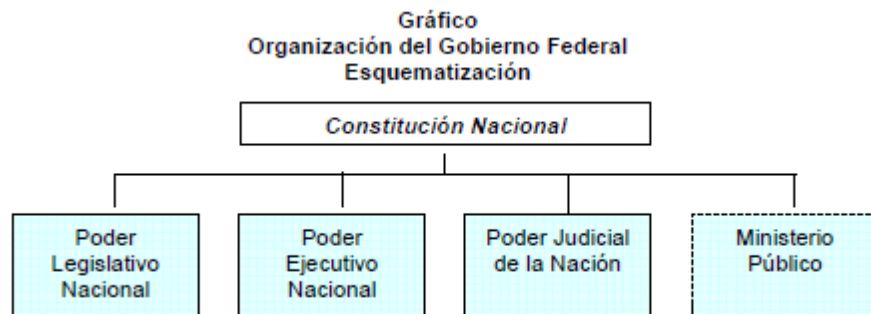 Gráfico
Organización del Gobierno Federal
Esquematización
Constitución Nacional
Poder
Legislativo
Nacional
Poder
Ejecutivo
Nacional
Poder Judicial
de la Nación
Ministerio
Público